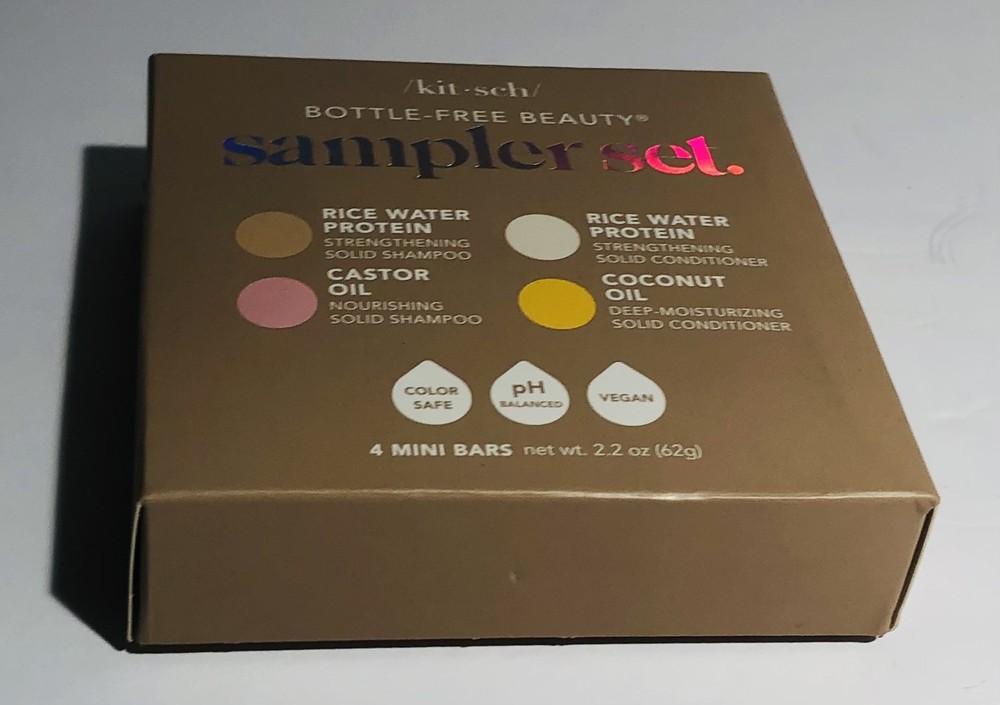 /kit·sch/
BOTTLE-FREE BEAUTY®
sampler set.
RICE WATER
PROTEIN
STRENGTHENING
SOLID SHAMPOO
RICE WATER
PROTEIN
STRENGTHENING
SOLID CONDITIONER
CASTOR
OIL
NOURISHING
SOLID SHAMPOO
COCONUT
OIL
DEEP-MOISTURIZING
SOLID CONDITIONER
COLOR
SAFE
pH
BALANCED
VEGAN
4 MINI BARS net wt. 2.2 oz (62g)